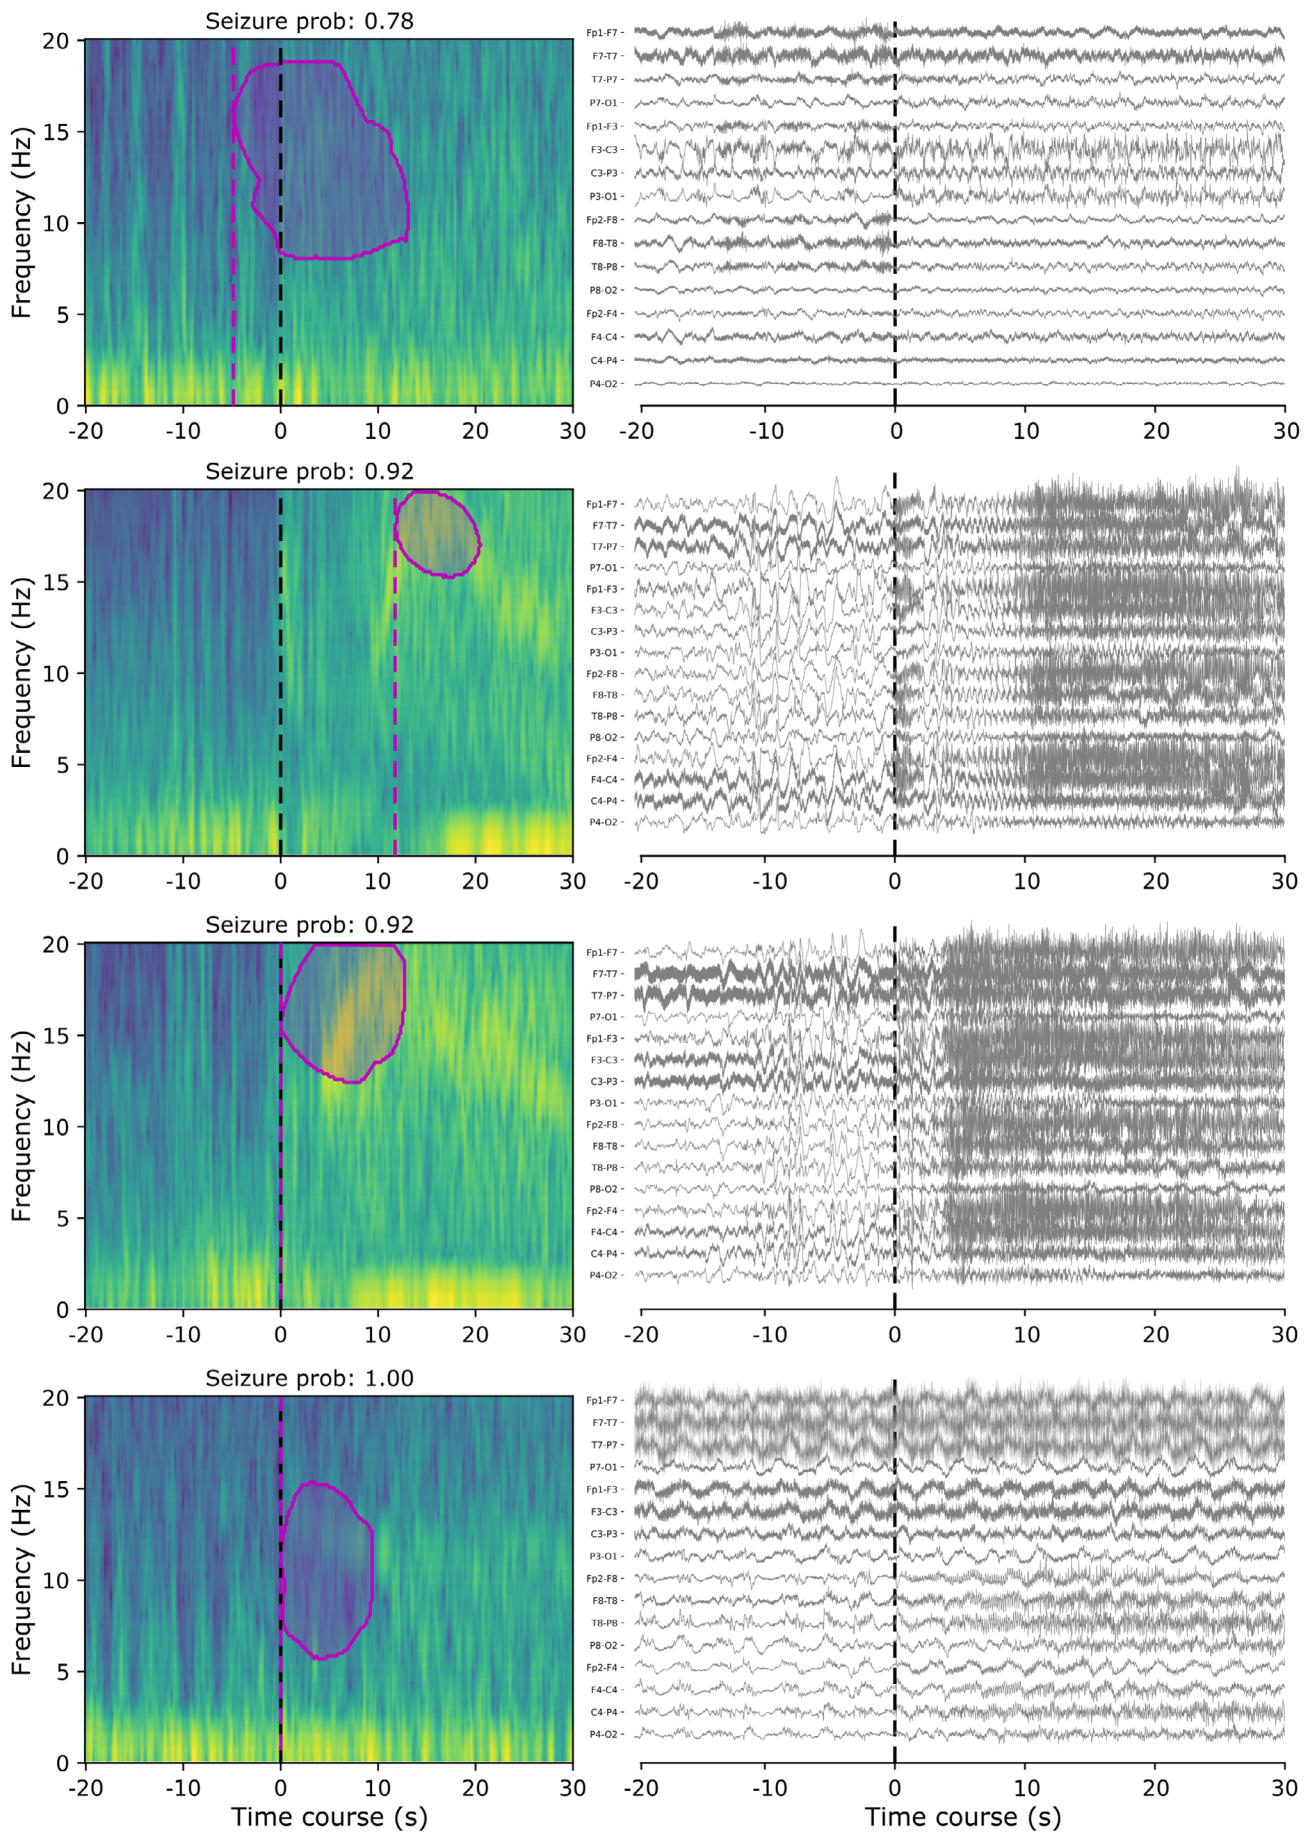 Seizure prob: 0.78
Frequency (Hz)
20
15
10
5
0
-20 -10 0 10 20 30
Fp1-F7
F7-T7
T7-P7
P7-O1
Fp1-F3
F3-C3
C3-P3
P3-O1
Fp2-F8
F8-T8
T8-P8
P8-O2
Fp2-F4
F4-C4
C4-P4
P4-O2
-20 -10 0 10 20 30
Seizure prob: 0.92
Frequency (Hz)
20
15
10
5
0
-20 -10 0 10 20 30
Fp1-F7
F7-T7
T7-P7
P7-O1
Fp1-F3
F3-C3
C3-P3
P3-O1
Fp2-F8
F8-T8
T8-P8
P8-O2
Fp2-F4
F4-C4
C4-P4
P4-O2
-20 -10 0 10 20 30
Seizure prob: 0.92
Frequency (Hz)
20
15
10
5
0
-20 -10 0 10 20 30
Fp1-F7
F7-T7
T7-P7
P7-O1
Fp1-F3
F3-C3
C3-P3
P3-O1
Fp2-F8
F8-T8
T8-P8
P8-O2
Fp2-F4
F4-C4
C4-P4
P4-O2
-20 -10 0 10 20 30
Seizure prob: 1.00
Frequency (Hz)
20
15
10
5
0
-20 -10 0 10 20 30
Time course (s)
Fp1-F7
F7-T7
T7-P7
P7-O1
Fp1-F3
F3-C3
C3-P3
P3-O1
Fp2-F8
F8-T8
T8-P8
P8-O2
Fp2-F4
F4-C4
C4-P4
P4-O2
-20 -10 0 10 20 30
Time course (s)